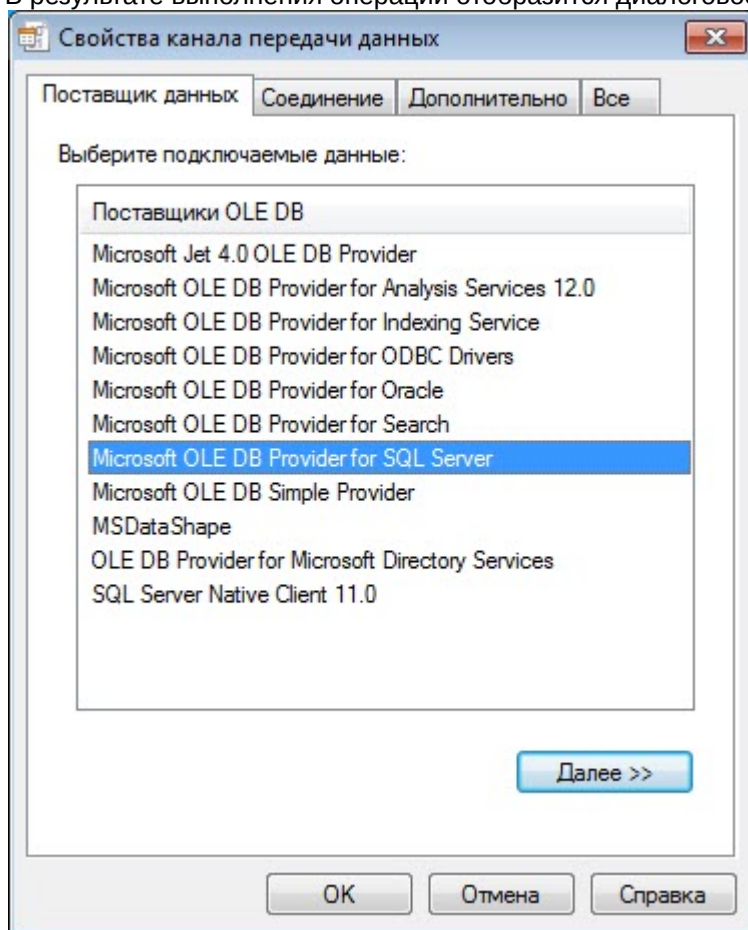 В результате выполнения операции отобразится диалоговое
Свойства канала передачи данных
Поставщик данных Соединение Дополнительно Все
Выберите подключаемые данные:
Поставщики OLE DB
Microsoft Jet 4.0 OLE DB Provider
Microsoft OLE DB Provider for Analysis Services 12.0
Microsoft OLE DB Provider for Indexing Service
Microsoft OLE DB Provider for ODBC Drivers
Microsoft OLE DB Provider for Oracle
Microsoft OLE DB Provider for Search
Microsoft OLE DB Provider for SQL Server
Microsoft OLE DB Simple Provider
MSDataShape
OLE DB Provider for Microsoft Directory Services
SQL Server Native Client 11.0
Далее >>
ОК Отмена Справка